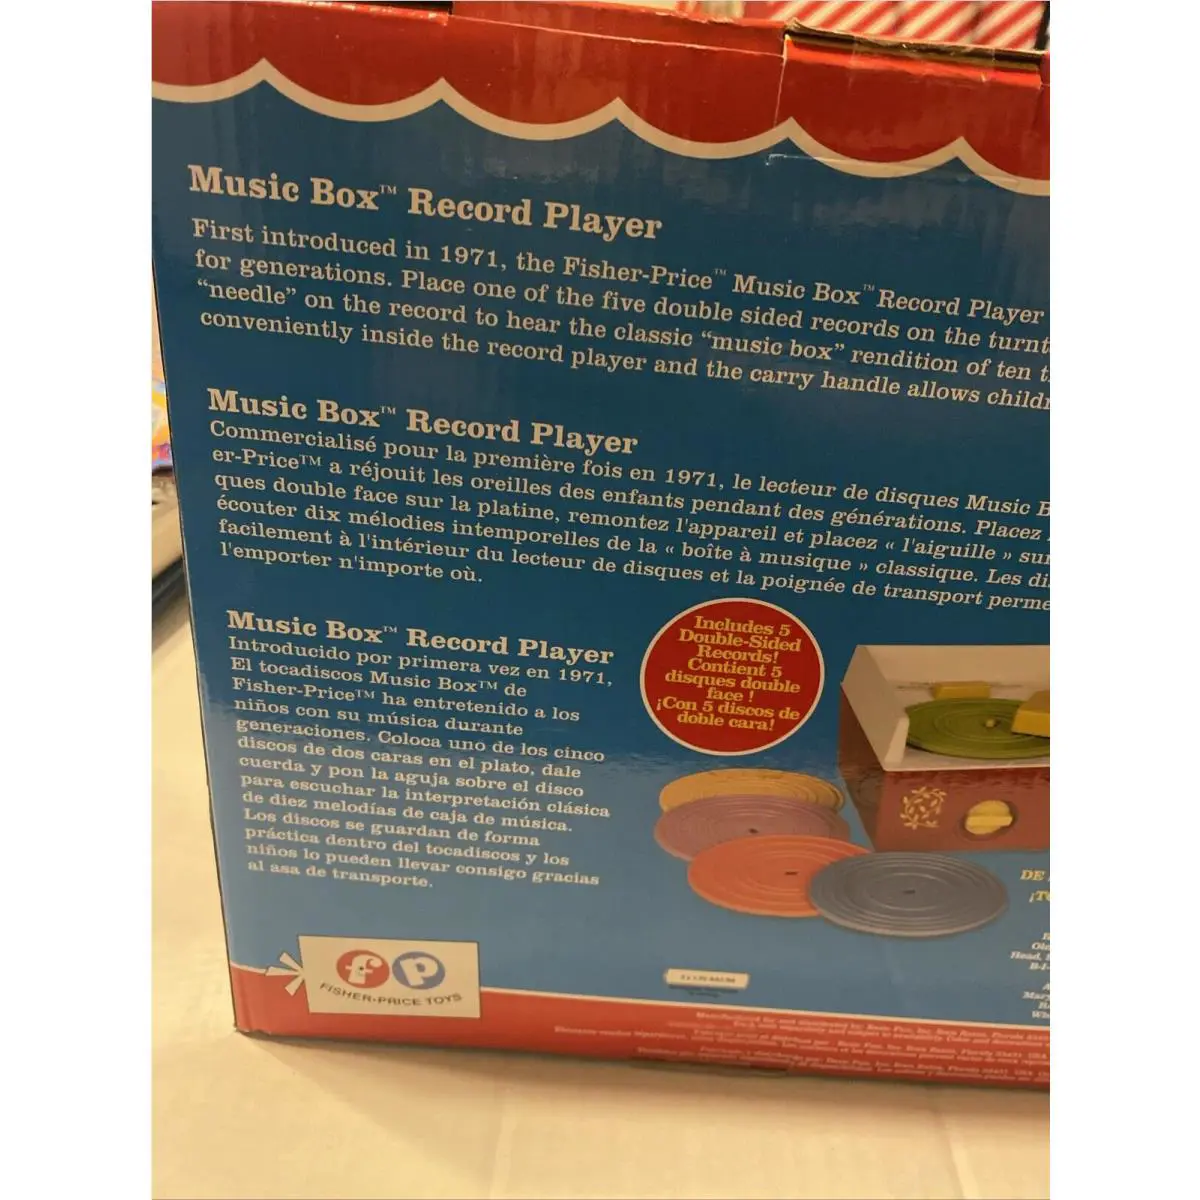 Music Box™ Record Player
First introduced in 1971, the Fisher-Price™ Music Box™ Record Player
for generations. Place one of the five double sided records on the turnt
“needle” on the record to hear the classic “music box” rendition of ten t
conveniently inside the record player and the carry handle allows childr
Music Box™ Record Player
Commercialisé pour la première fois en 1971, le lecteur de disques Music B
er-Price™ a réjouit les oreilles des enfants pendant des générations. Placez
ques double face sur la platine, remontez l'appareil et placez « l'aiguille » sur
écouter dix mélodies intemporelles de la « boîte à musique » classique. Les di
facilement à l'intérieur du lecteur de disques et la poignée de transport perme
l'emporter n'importe où.
Music Box™ Record Player
Introducido por primera vez en 1971,
El tocadiscos Music Box™ de
Fisher-Price™ ha entretenido a los
niños con su música durante
generaciones. Coloca uno de los cinco
discos de dos caras en el plato, dale
cuerda y pon la aguja sobre el disco
para escuchar la interpretación clásica
de diez melodías de caja de música.
Los discos se guardan de forma
práctica dentro del tocadiscos y los
niños lo pueden llevar consigo gracias
al asa de transporte.
Includes 5
Double-Sided
Records!
Contient 5
disques double
face !
¡Con 5 discos de
doble cara!
DE
¡TO
Ole
Head,
B-I-
Mary
Wh
fp
FISHER-PRICE TOYS